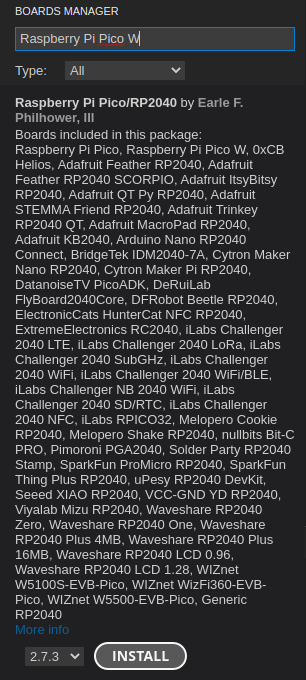 BOARDS MANAGER
Raspberry Pi Pico W
Type: All
Raspberry Pi Pico/RP2040 by Earle F.
Philhower, III
Boards included in this package:
Raspberry Pi Pico, Raspberry Pi Pico W, 0xCB
Helios, Adafruit Feather RP2040, Adafruit
Feather RP2040 SCORPIO, Adafruit ItsyBitsy
RP2040, Adafruit QT Py RP2040, Adafruit
STEMMA Friend RP2040, Adafruit Trinkey
RP2040 QT, Adafruit MacroPad RP2040,
Adafruit KB2040, Arduino Nano RP2040
Connect, BridgeTek IDM2040-7A, Cytron Maker
Nano RP2040, Cytron Maker Pi RP2040,
DatanoiseTV PicoADK, DeRuiLab
FlyBoard2040Core, DFRobot Beetle RP2040,
ElectronicCats HunterCat NFC RP2040,
ExtremeElectronics RC2040, iLabs Challenger
2040 LTE, iLabs Challenger 2040 LoRa, iLabs
Challenger 2040 SubGHz, iLabs Challenger
2040 WiFi, iLabs Challenger 2040 WiFi/BLE,
iLabs Challenger NB 2040 WiFi, iLabs
Challenger 2040 SD/RTC, iLabs Challenger
2040 NFC, iLabs RPICO32, Melopero Cookie
RP2040, Melopero Shake RP2040, nullbits Bit-C
PRO, Pimoroni PGA2040, Solder Party RP2040
Stamp, SparkFun ProMicro RP2040, SparkFun
Thing Plus RP2040, uPesy RP2040 DevKit,
Seeed XIAO RP2040, VCC-GND YD RP2040,
Viyalab Mizu RP2040, Waveshare RP2040
Zero, Waveshare RP2040 One, Waveshare
RP2040 Plus 4MB, Waveshare RP2040 Plus
16MB, Waveshare RP2040 LCD 0.96,
Waveshare RP2040 LCD 1.28, WIZnet
W5100S-EVB-Pico, WIZnet WizFi360-EVB-
Pico, WIZnet W5500-EVB-Pico, Generic
RP2040
More info
2.7.3 INSTALL